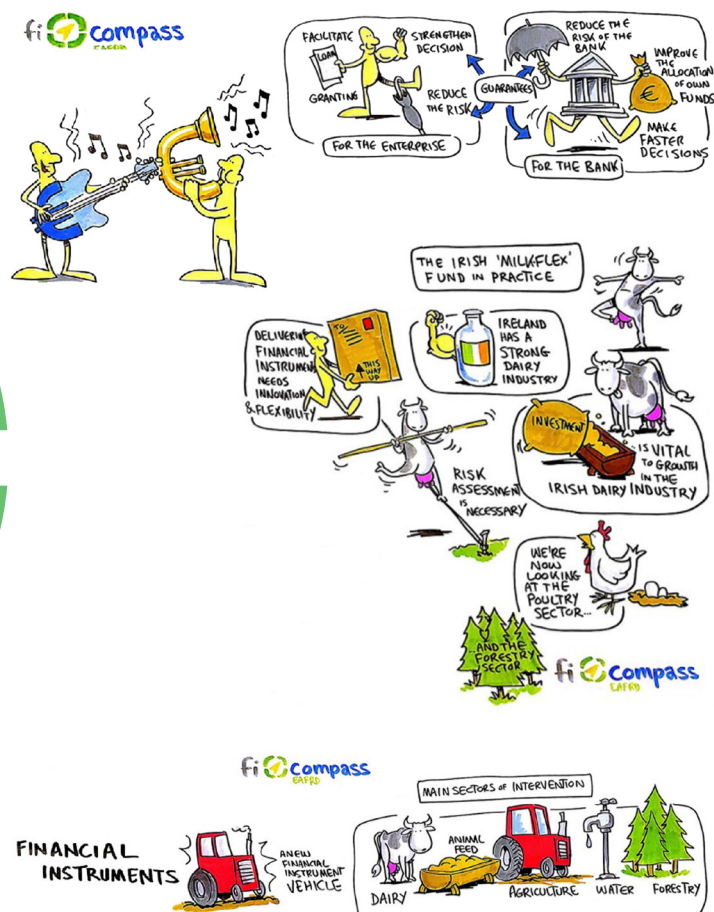 fi compass
EAFRD
FACILITATE
LOAN
GRANTING
STRENGTHEN
DECISION
REDUCE
THE RISK
FOR THE ENTERPRISE
GUARANTEES
REDUCE THE
RISK OF THE
BANK
IMPROVE
THE
ALLOCATION
OF OWN
FUNDS
€
MAKE
FASTER
DECISIONS
FOR THE BANK
THE IRISH 'MILKFLEX'
FUND IN PRACTICE
DELIVERING
FINANCIAL
INSTRUMENTS
NEEDS
INNOVATION
& FLEXIBILITY
TO
THIS
WAY
UP
IRELAND
HAS A
STRONG
DAIRY
INDUSTRY
INVESTMENT
...IS VITAL
TO GROWTH
IN THE
IRISH DAIRY INDUSTRY
RISK
ASSESSMENT
IS
NECESSARY
WE'RE
NOW
LOOKING
AT THE
POULTRY
SECTOR...
...AND THE
FORESTRY
SECTOR
fi compass
EAFRD
fi compass
EAFRD
FINANCIAL
INSTRUMENTS
A NEW
FINANCIAL
INSTRUMENT
VEHICLE
MAIN SECTORS OF INTERVENTION
DAIRY
ANIMAL
FEED
AGRICULTURE
WATER
FORESTRY